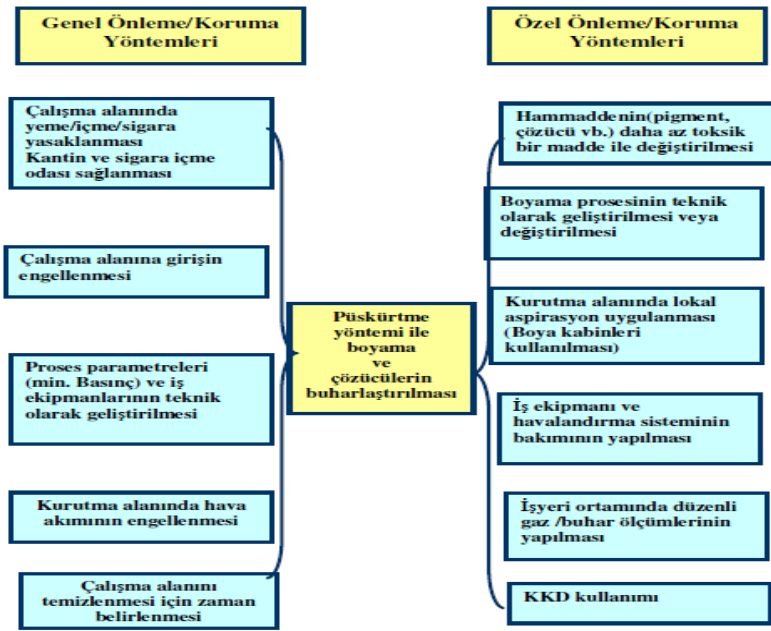 Genel Önleme/Koruma
Yöntemleri
Çalışma alanında
yeme/içme/sigara
yasaklanması
Kantin ve sigara içme
odası sağlanması
Çalışma alanına girişin
engellenmesi
Proses parametreleri
(min. Basınç) ve iş
ekipmanlarının teknik
olarak geliştirilmesi
Kurutma alanında hava
akımının engellenmesi
Çalışma alanını
temizlenmesi için zaman
belirlenmesi
Püskürtme
yöntemi ile
boyama
ve
çözücülerin
buharlaştırılması
Özel Önleme/Koruma
Yöntemleri
Hammaddenin(pigment,
çözücü vb.) daha az toksik
bir madde ile değiştirilmesi
Boyama prosesinin teknik
olarak geliştirilmesi veya
değiştirilmesi
Kurutma alanında lokal
aspirasyon uygulanması
(Boya kabinleri
kullanılması)
İş ekipmanı ve
havalandırma sisteminin
bakımının yapılması
İşyeri ortamında düzenli
gaz /buhar ölçümlerinin
yapılması
KKD kullanımı